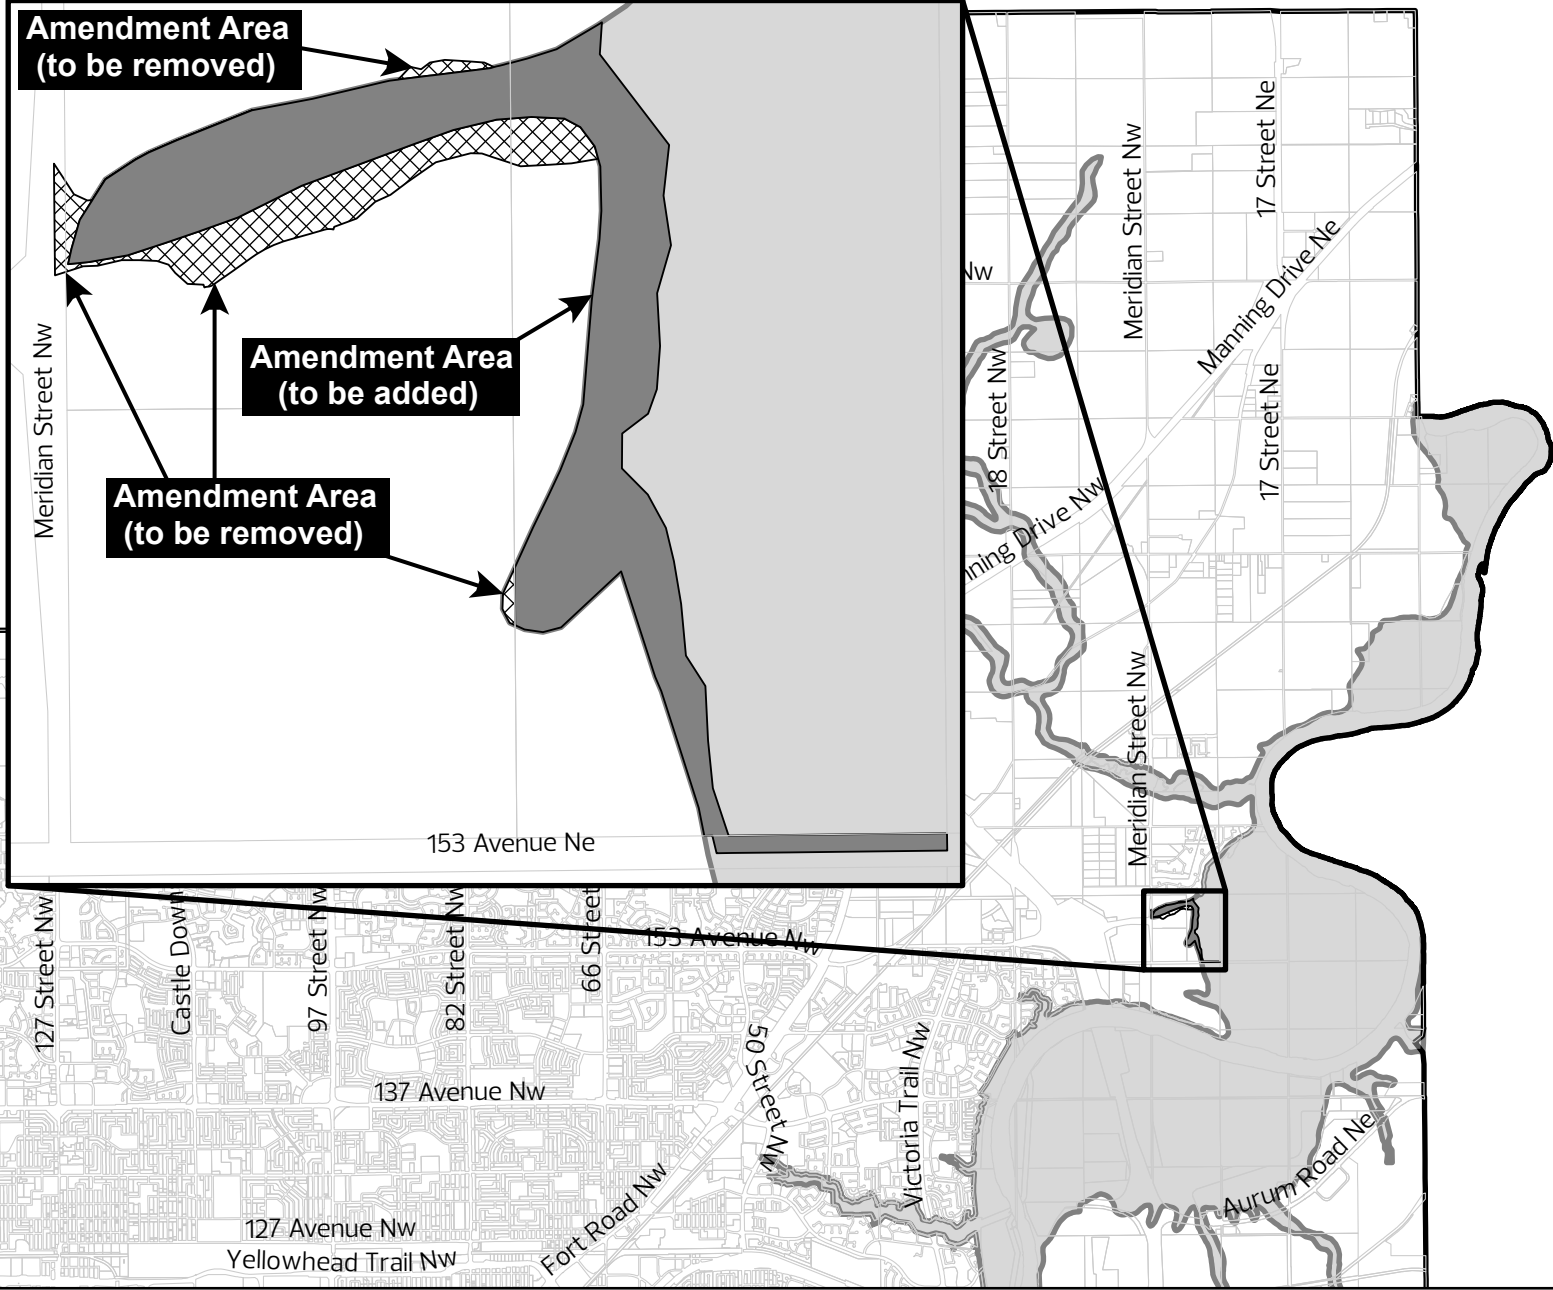 Amendment Area
(to be removed)
Amendment Area
(to be added)
Amendment Area
(to be removed)
Meridian Street Nw
153 Avenue Ne
Meridian Street Nw
17 Street Ne
Manning Drive Ne
Nw
18 Street Nw
17 Street Ne
ning Drive Nw
Meridian Street Nw
127 Street Nw
Castle Down
97 Street Nw
82 Street Nw
66 Street
153 Avenue Nw
50 Street Nw
Victoria Trail Nw
137 Avenue Nw
127 Avenue Nw
Yellowhead Trail Nw
Fort Road Nw
Aurum Road Ne